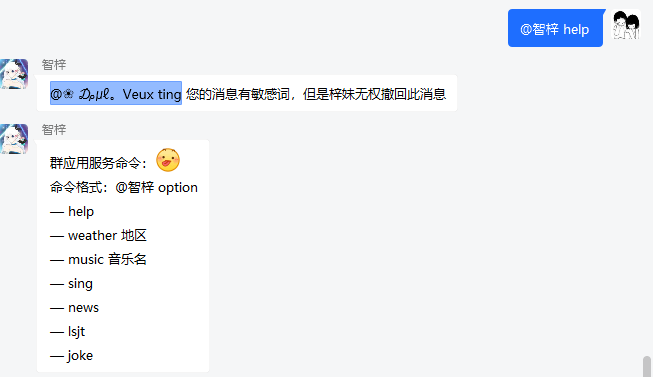 @智梓 help
智梓
@❀ 𝓓𝓸𝓾𝓵。Veux ting 您的消息有敏感词，但是梓妹无权撤回此消息
智梓
群应用服务命令：
命令格式：@智梓 option
— help
— weather 地区
— music 音乐名
— sing
— news
— lsjt
— joke